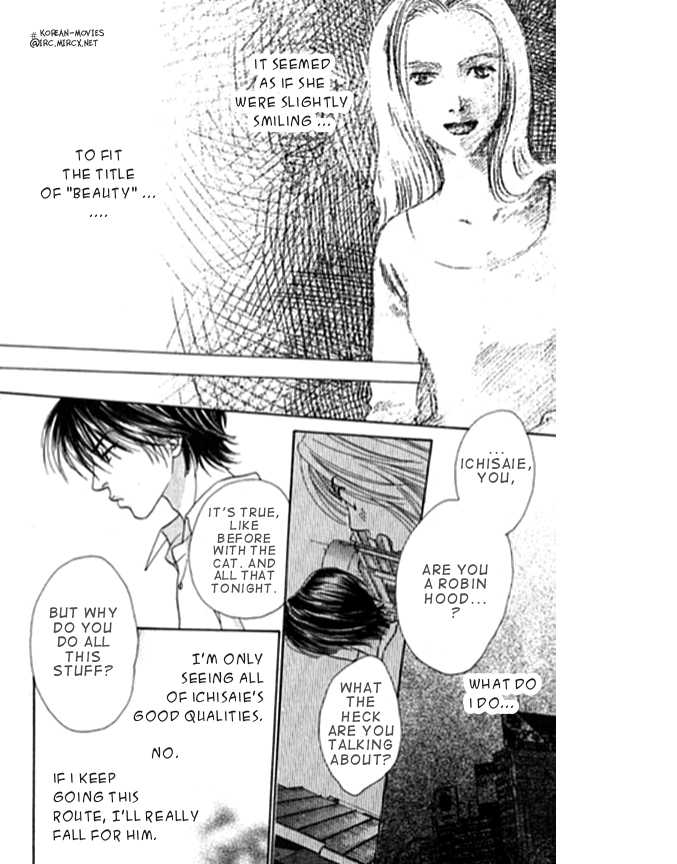 # KOREAN-MOVIES
@IRC.MIRCX.NET
IT SEEMED
AS IF SHE
WERE SLIGHTLY
SMILING ...
TO FIT
THE TITLE
OF "BEAUTY" ...
....
...
ICHISAIE,
YOU,
ARE YOU
A ROBIN
HOOD...
?
WHAT DO
I DO...
WHAT
THE
HECK
ARE YOU
TALKING
ABOUT?
IT'S TRUE,
LIKE
BEFORE
WITH THE
CAT. AND
ALL THAT
TONIGHT.
BUT WHY
DO YOU
DO ALL
THIS
STUFF?
I'M ONLY
SEEING ALL
OF ICHISAIE'S
GOOD QUALITIES.
NO.
IF I KEEP
GOING THIS
ROUTE, I'LL REALLY
FALL FOR HIM.